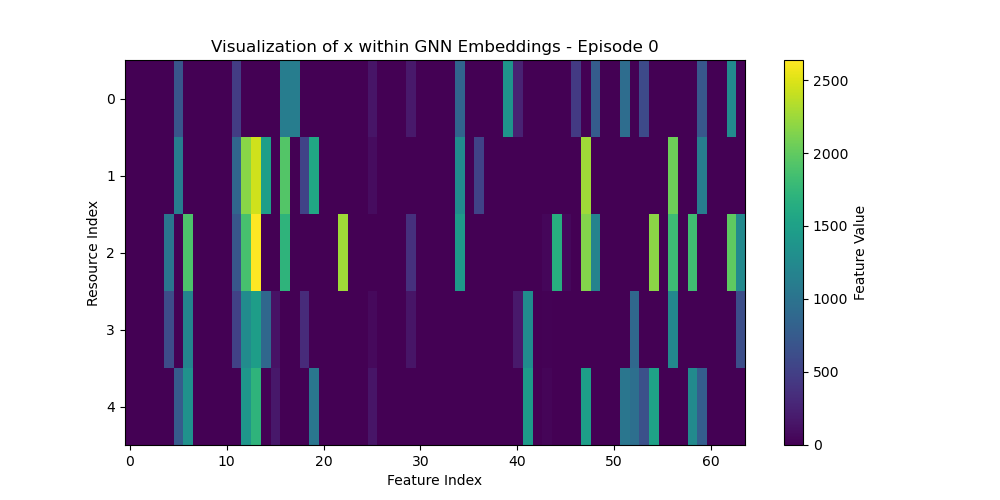 Visualization of x within GNN Embeddings - Episode 0
Resource Index
0
1
2
3
4
0 10 20 30 40 50 60
Feature Index
2500
2000
1500
1000
500
0
Feature Value